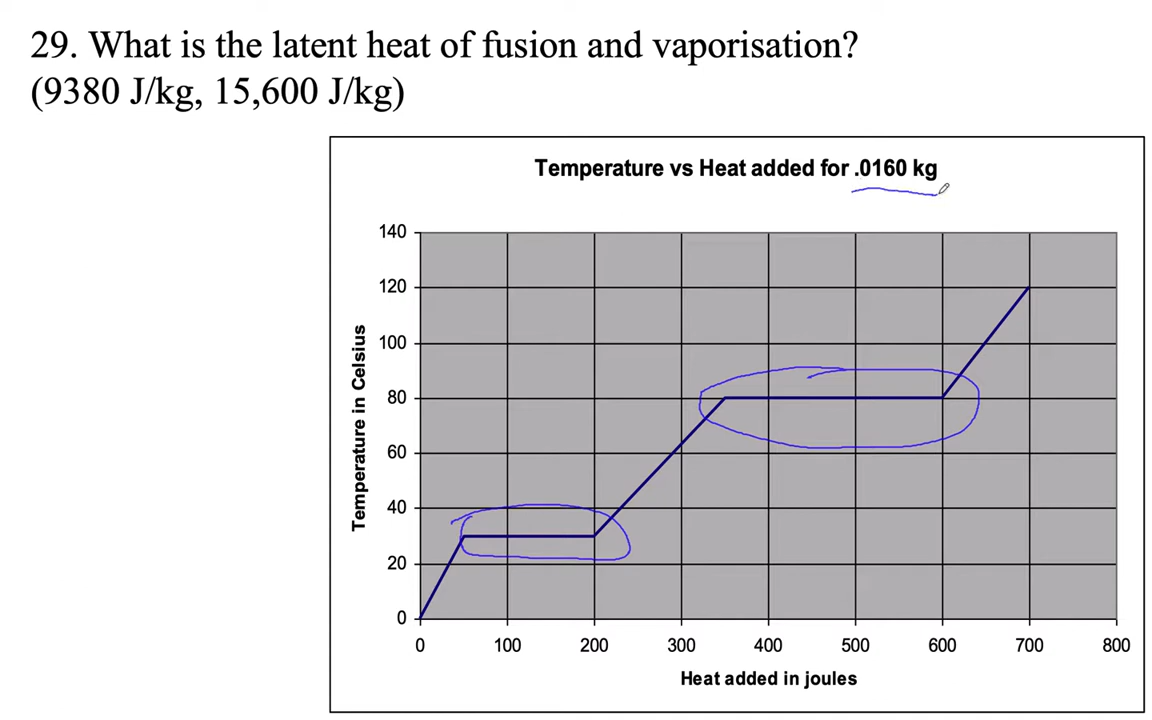 29. What is the latent heat of fusion and vaporisation?
(9380 J/kg, 15,600 J/kg)
Temperature vs Heat added for .0160 kg
140
120
100
80
60
40
20
0
Temperature in Celsius
0 100 200 300 400 500 600 700 800
Heat added in joules